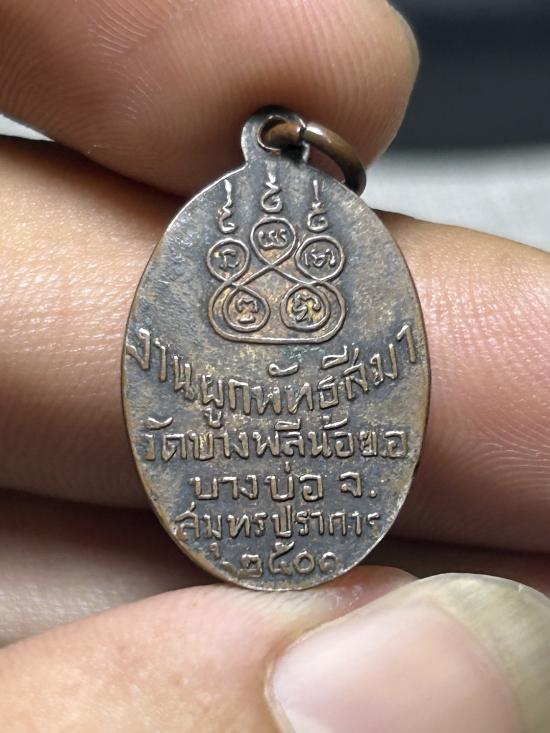 งานผูกพัทธสีมา
วัดบางพลีน้อย อ.
บางบ่อ จ.
สมุทรปราการ
๒๕๐๑